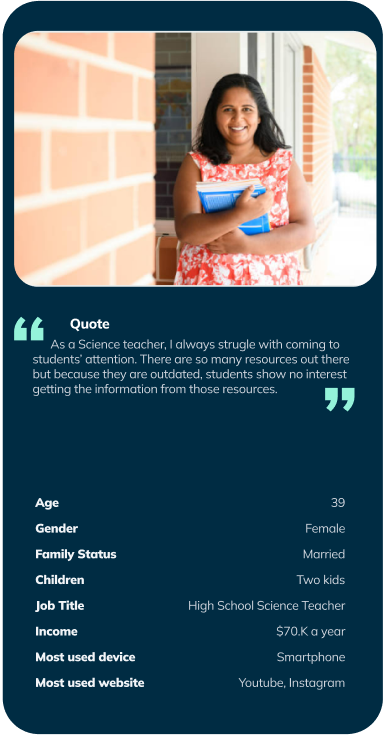 Quote
As a Science teacher, I always strugle with coming to
students' attention. There are so many resources out there
but because they are outdated, students show no interest
getting the information from those resources.
Age 39
Gender Female
Family Status Married
Children Two kids
Job Title High School Science Teacher
Income $70.K a year
Most used device Smartphone
Most used website Youtube, Instagram